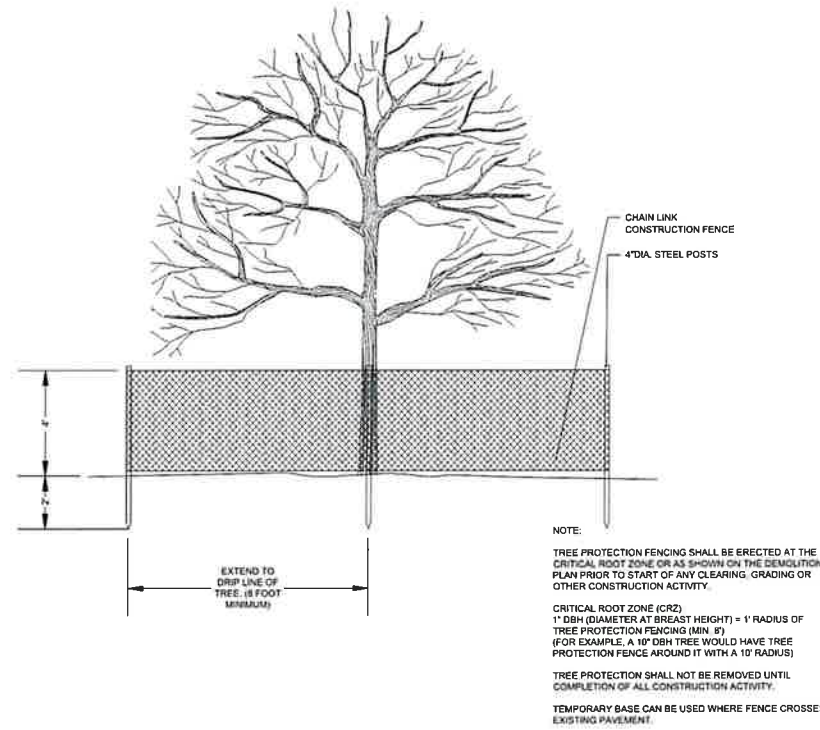 CHAIN LINK
CONSTRUCTION FENCE
4"DIA. STEEL POSTS
4'
2'
EXTEND TO
DRIP LINE OF
TREE. (8 FOOT
MINIMUM)
NOTE:
TREE PROTECTION FENCING SHALL BE ERECTED AT THE
CRITICAL ROOT ZONE OR AS SHOWN ON THE DEMOLITION
PLAN PRIOR TO START OF ANY CLEARING, GRADING OR
OTHER CONSTRUCTION ACTIVITY.
CRITICAL ROOT ZONE (CRZ)
1" DBH (DIAMETER AT BREAST HEIGHT) = 1' RADIUS OF
TREE PROTECTION FENCING (MIN. 8')
(FOR EXAMPLE, A 10" DBH TREE WOULD HAVE TREE
PROTECTION FENCE AROUND IT WITH A 10' RADIUS)
TREE PROTECTION SHALL NOT BE REMOVED UNTIL
COMPLETION OF ALL CONSTRUCTION ACTIVITY.
TEMPORARY BASE CAN BE USED WHERE FENCE CROSSE
EXISTING PAVEMENT.